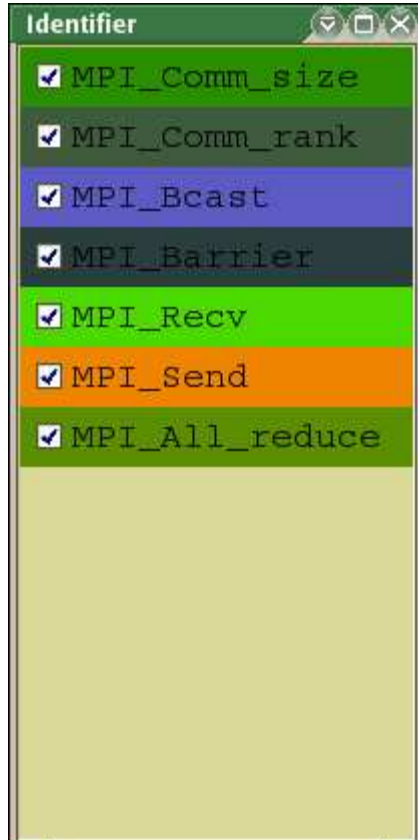 Identifier
MPI_Comm_size
MPI_Comm_rank
MPI_Bcast
MPI_Barrier
MPI_Recv
MPI_Send
MPI_All_reduce